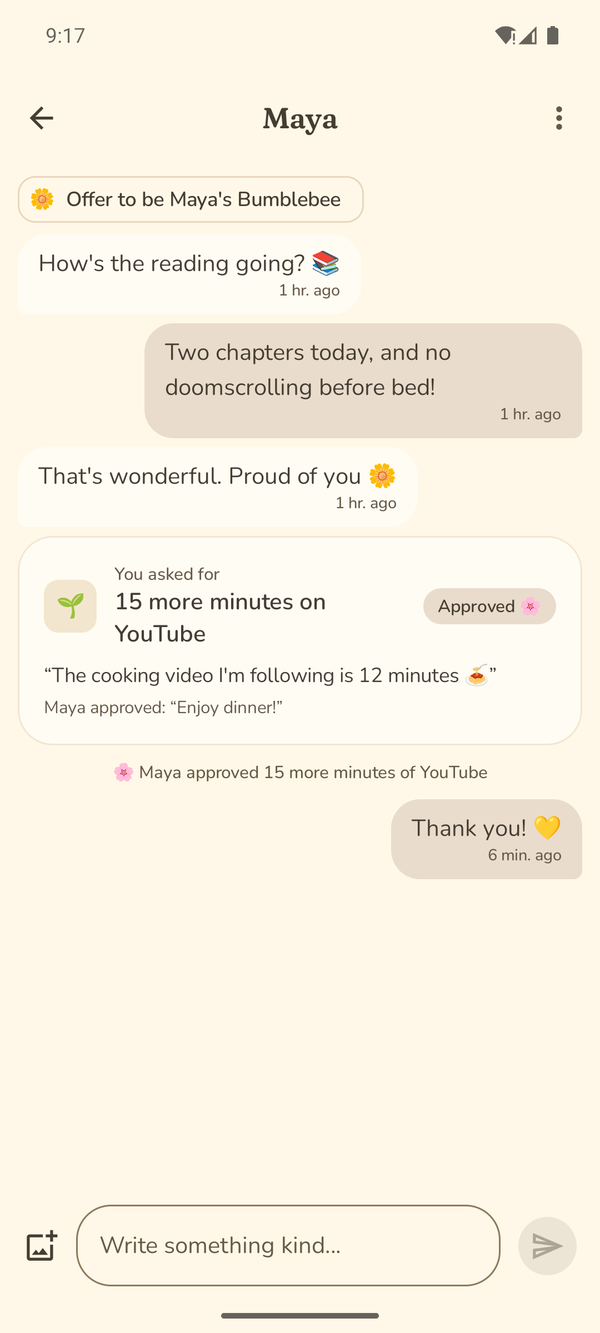 9:17
Maya
🌼 Offer to be Maya's Bumblebee
How's the reading going? 📚
1 hr. ago
Two chapters today, and no
doomscrolling before bed!
1 hr. ago
That's wonderful. Proud of you 🌼
1 hr. ago
You asked for
15 more minutes on
YouTube
Approved 🌸
“The cooking video I'm following is 12 minutes 🍝”
Maya approved: “Enjoy dinner!”
🌸 Maya approved 15 more minutes of YouTube
Thank you! 💛
6 min. ago
Write something kind...